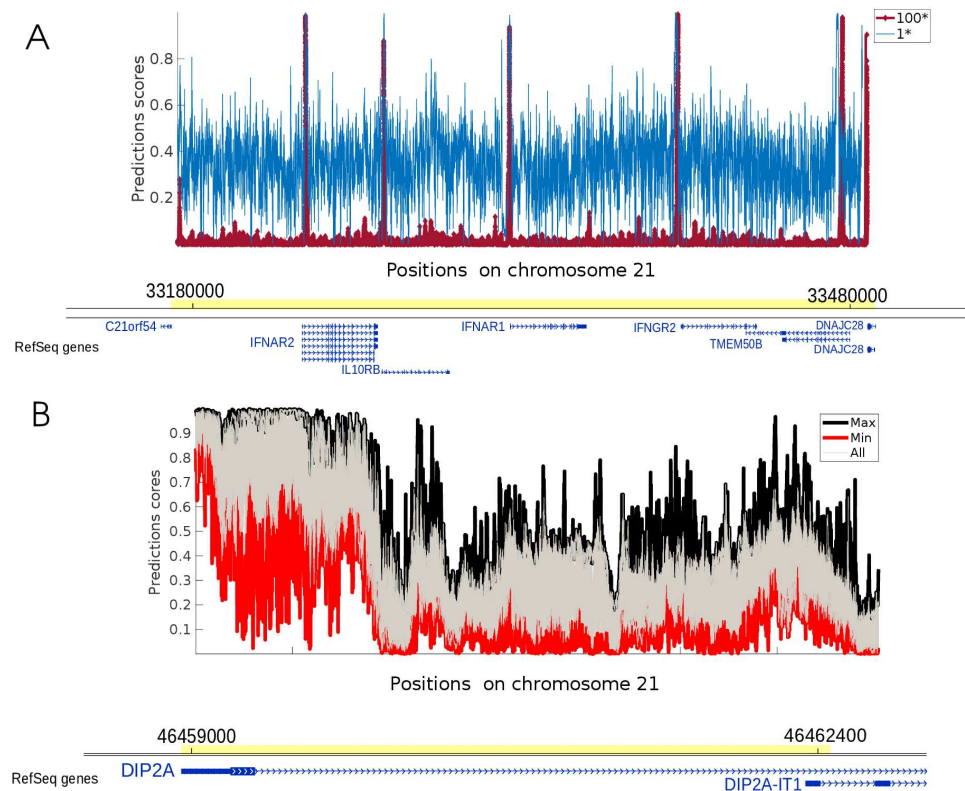 A
100*
1*
Predictions scores
0.8
0.6
0.4
0.2
Positions on chromosome 21
33180000
33480000
C21orf54
IFNAR1
IFNGR2
DNAJC28
RefSeq genes
IFNAR2
TMEM50B
DNAJC28
IL10RB
B
Max
Min
All
Predictions cores
0.9
0.8
0.7
0.6
0.5
0.4
0.3
0.2
0.1
Positions on chromosome 21
46459000
46462400
RefSeq genes
DIP2A
DIP2A-IT1